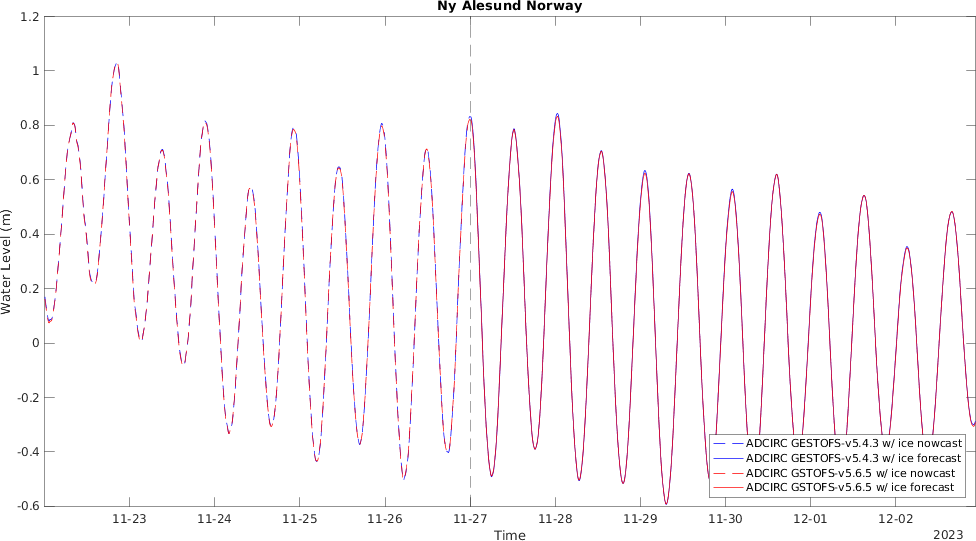 Ny Alesund Norway
1.2
1
0.8
0.6
0.4
0.2
0
-0.2
-0.4
-0.6
Water Level (m)
ADCIRC GESTOFS-v5.4.3 w/ ice nowcast
ADCIRC GESTOFS-v5.4.3 w/ ice forecast
ADCIRC GSTOFS-v5.6.5 w/ ice nowcast
ADCIRC GSTOFS-v5.6.5 w/ ice forecast
11-23 11-24 11-25 11-26 11-27 11-28 11-29 11-30 12-01 12-02
Time
2023